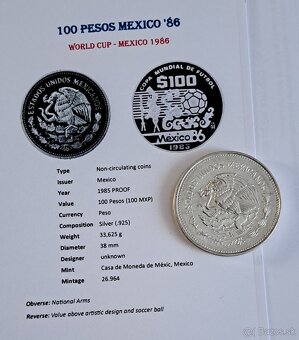 100 PESOS MEXICO '86
WORLD CUP - MEXICO 1986
ESTADOS UNIDOS MEXICANOS
COPA MUNDIAL DE FUTBOL
$100
México 86
1985
Type Non-circulating coins
Issuer Mexico
Year 1985 PROOF
Value 100 Pesos (100 MXP)
Currency Peso
Composition Silver (.925)
Weight 33,625 g
Diameter 38 mm
Designer unknown
Mint Casa de Moneda de Méxic, Mexico
Mintage 26.964
Obverse: National Arms
Reverse: Value above artistic design and soccer ball